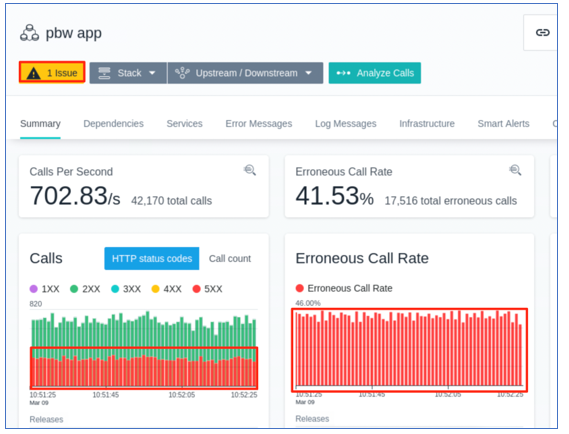 pbw app
1 Issue Stack Upstream / Downstream Analyze Calls
Summary Dependencies Services Error Messages Log Messages Infrastructure Smart Alerts
Calls Per Second
702.83/s 42,170 total calls
Erroneous Call Rate
41.53% 17,516 total erroneous calls
Calls HTTP status codes Call count
1XX 2XX 3XX 4XX 5XX
820
10:51:25 10:51:45 10:52:05 10:52:25
Mar 09
Releases
Erroneous Call Rate
Erroneous Call Rate
46.00%
10:51:25 10:51:45 10:52:05 10:52:25
Mar 09
Releases